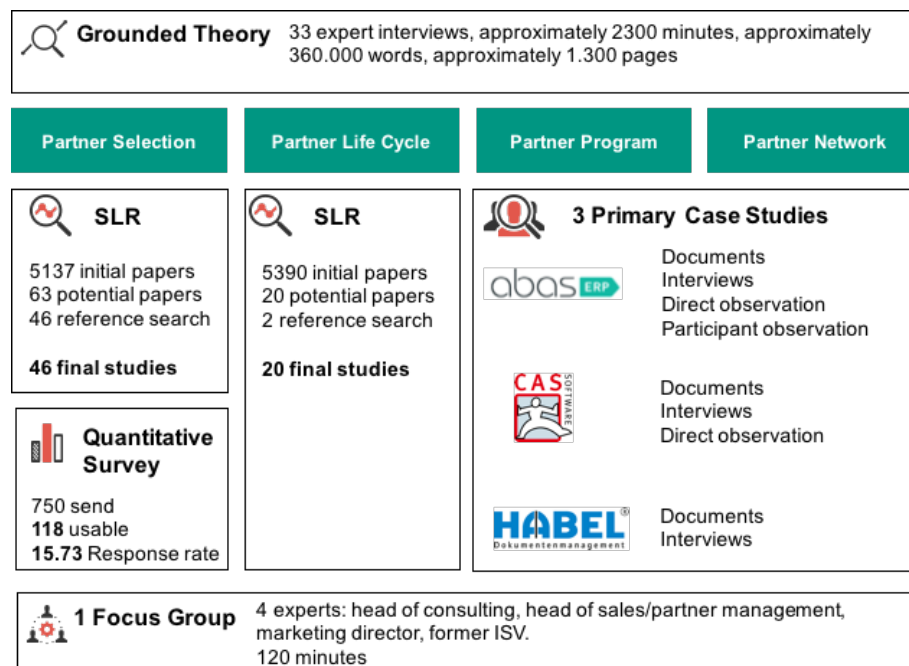 Grounded Theory
33 expert interviews, approximately 2300 minutes, approximately
360.000 words, approximately 1.300 pages
Partner Selection
Partner Life Cycle
Partner Program
Partner Network
SLR
5137 initial papers
63 potential papers
46 reference search
46 final studies
Quantitative
Survey
750 send
118 usable
15.73 Response rate
SLR
5390 initial papers
20 potential papers
2 reference search
20 final studies
3 Primary Case Studies
abas ERP
Documents
Interviews
Direct observation
Participant observation
CAS
SOFTWARE
Documents
Interviews
Direct observation
HABEL®
Dokumentenmanagement
Documents
Interviews
1 Focus Group
4 experts: head of consulting, head of sales/partner management,
marketing director, former ISV.
120 minutes